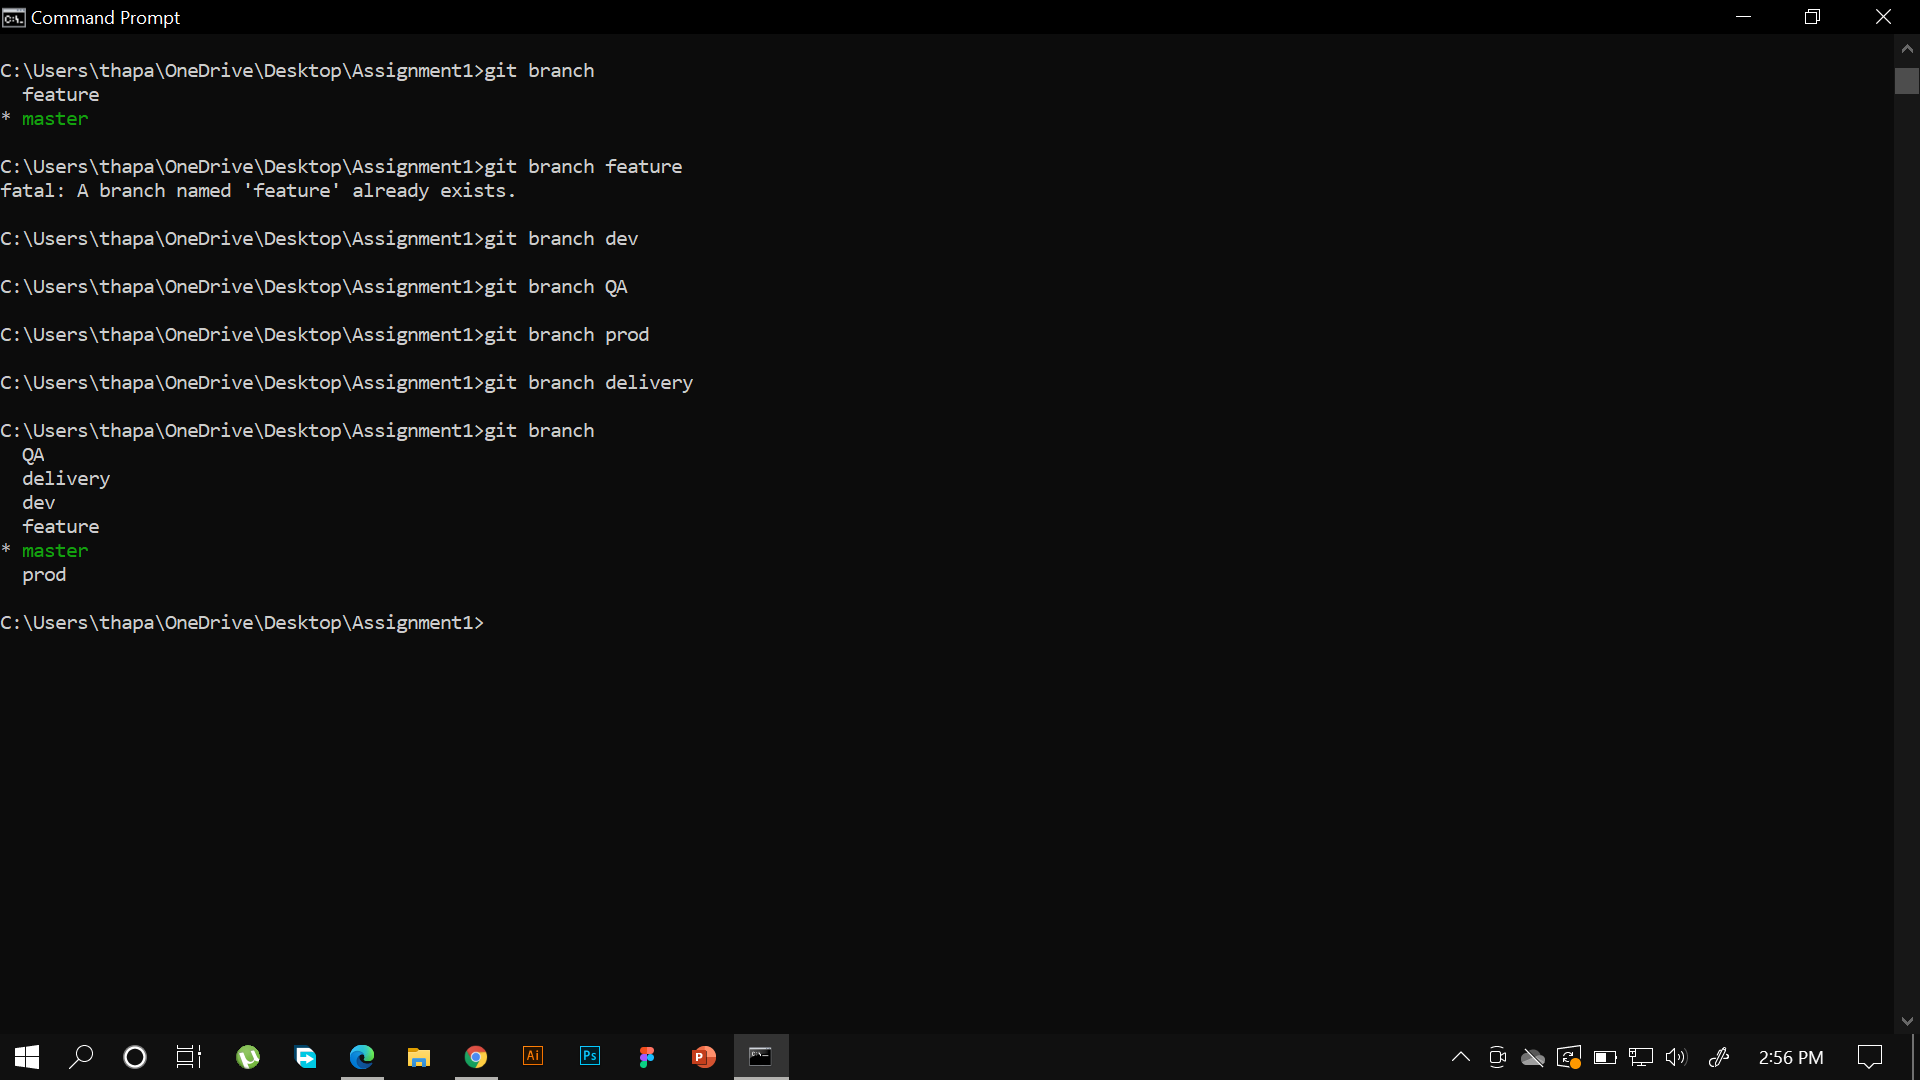 Command Prompt
C:\Users\thapa\OneDrive\Desktop\Assignment1>git branch
  feature
* master
C:\Users\thapa\OneDrive\Desktop\Assignment1>git branch feature
fatal: A branch named 'feature' already exists.
C:\Users\thapa\OneDrive\Desktop\Assignment1>git branch dev
C:\Users\thapa\OneDrive\Desktop\Assignment1>git branch QA
C:\Users\thapa\OneDrive\Desktop\Assignment1>git branch prod
C:\Users\thapa\OneDrive\Desktop\Assignment1>git branch delivery
C:\Users\thapa\OneDrive\Desktop\Assignment1>git branch
  QA
  delivery
  dev
  feature
* master
  prod
C:\Users\thapa\OneDrive\Desktop\Assignment1>
Ai Ps P 2:56 PM